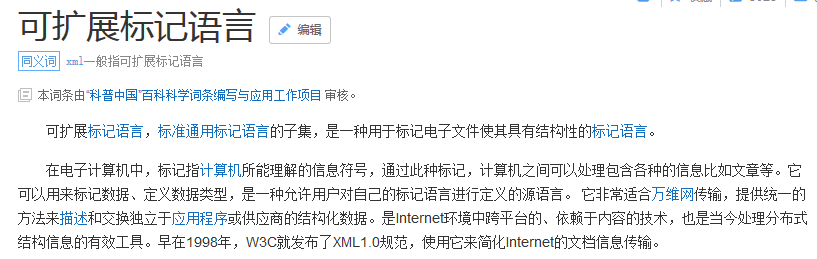 可扩展标记语言 编辑
同义词 xml一般指可扩展标记语言
本词条由“科普中国”百科科学词条编写与应用工作项目 审核。
可扩展标记语言，标准通用标记语言的子集，是一种用于标记电子文件使其具有结构性的标记语言。
在电子计算机中，标记指计算机所能理解的信息符号，通过此种标记，计算机之间可以处理包含各种的信息比如文章等。它
可以用来标记数据、定义数据类型，是一种允许用户对自己的标记语言进行定义的源语言。 它非常适合万维网传输，提供统一的
方法来描述和交换独立于应用程序或供应商的结构化数据。是Internet环境中跨平台的、依赖于内容的技术，也是当今处理分布式
结构信息的有效工具。早在1998年，W3C就发布了XML1.0规范，使用它来简化Internet的文档信息传输。